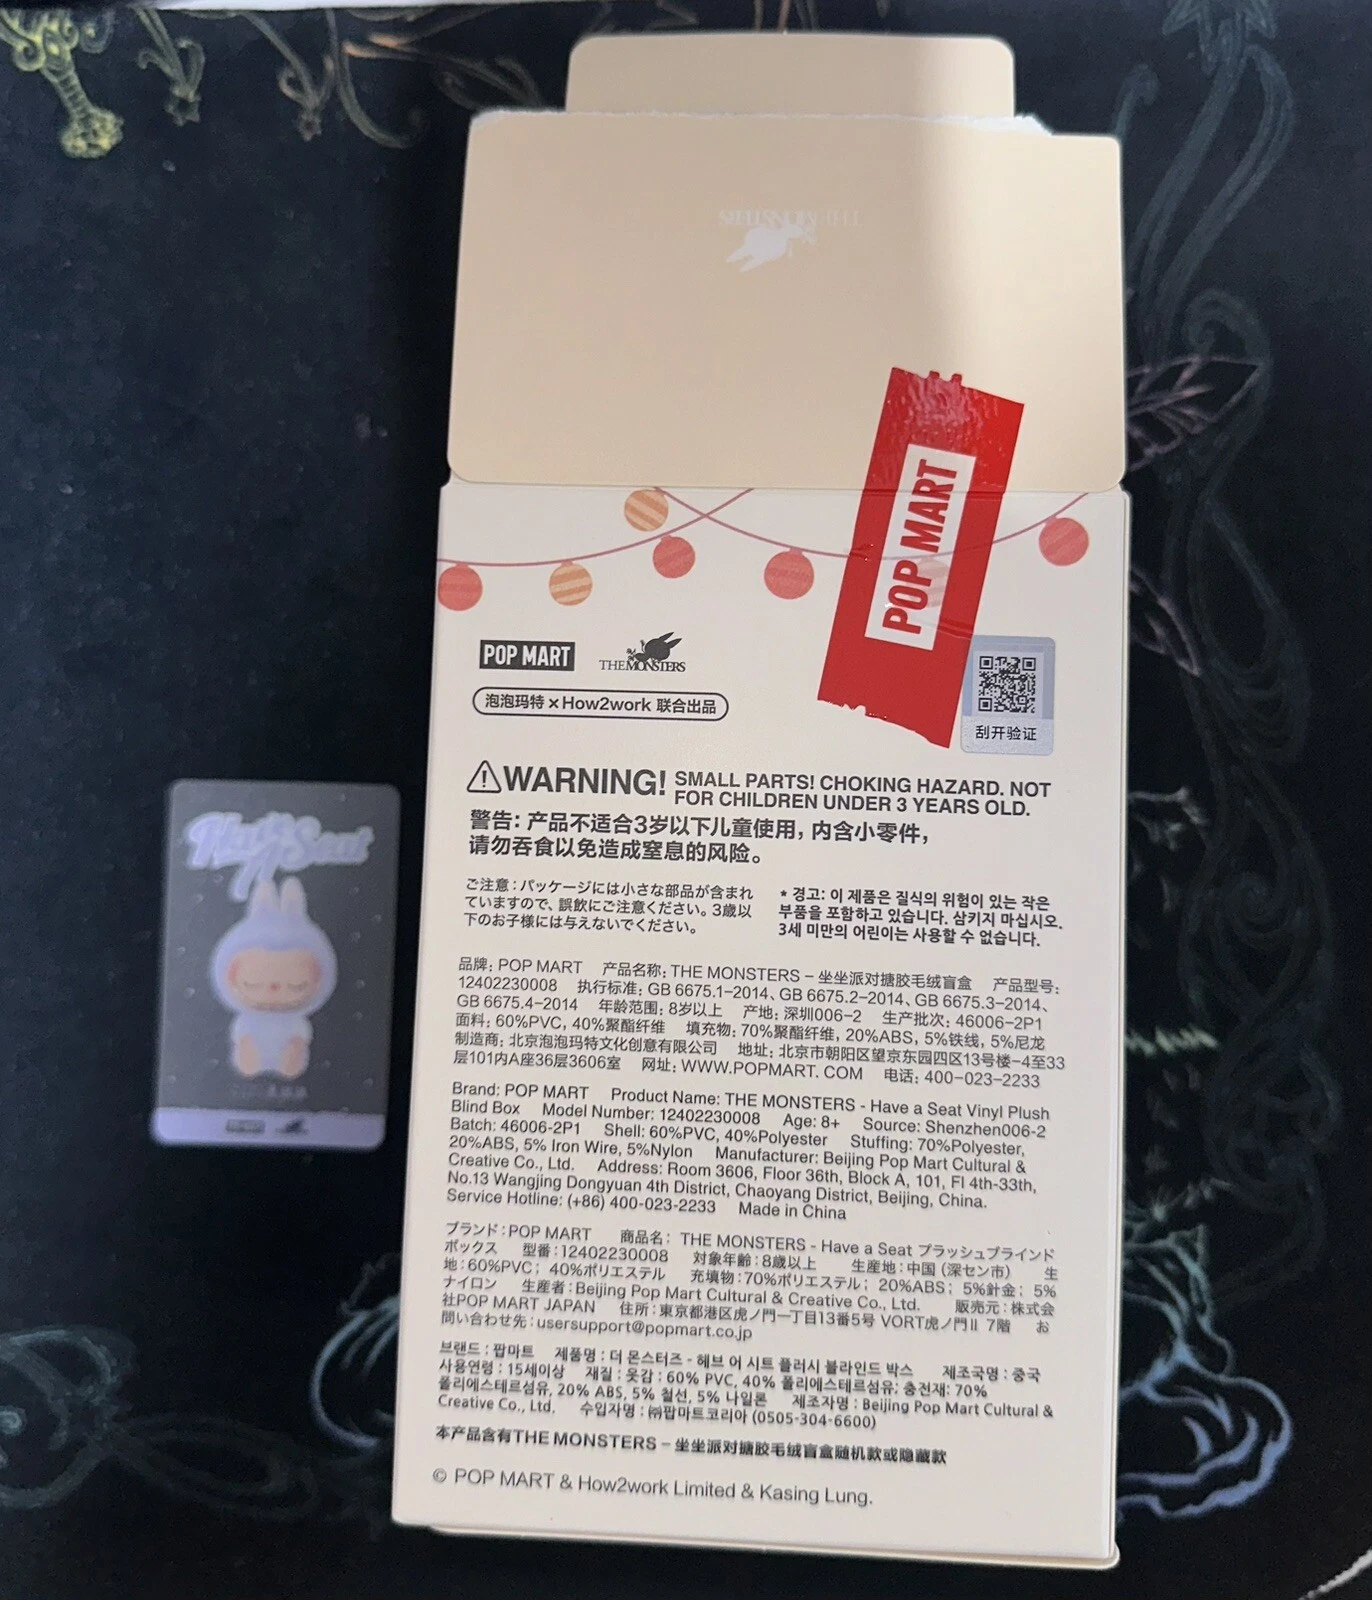 THE MONSTERS
POP MART
POP MART
THE MONSTERS
泡泡玛特×How2work 联合出品
刮开验证
WARNING! SMALL PARTS! CHOKING HAZARD. NOT
FOR CHILDREN UNDER 3 YEARS OLD.
警告: 产品不适合3岁以下儿童使用，内含小零件，
请勿吞食以免造成窒息的风险。
ご注意：パッケージには小さな部品が含まれ
ていますので、誤飲にご注意ください。3歳以
下のお子様には与えないでください。
* 경고: 이 제품은 질식의 위험이 있는 작은
부품을 포함하고 있습니다. 삼키지 마십시오.
3세 미만의 어린이는 사용할 수 없습니다.
Have
A Seat
品牌: POP MART 产品名称: THE MONSTERS – 坐坐派对搪胶毛绒盲盒 产品型号:
12402230008 执行标准: GB 6675.1–2014、GB 6675.2–2014、GB 6675.3–2014、
GB 6675.4–2014 年龄范围: 8岁以上 产地: 深圳006–2 生产批次: 46006–2P1
面料: 60%PVC, 40%聚酯纤维 填充物: 70%聚酯纤维, 20%ABS, 5%铁线, 5%尼龙
制造商: 北京泡泡玛特文化创意有限公司 地址: 北京市朝阳区望京东园四区13号楼–4至33
层101内A座36层3606室 网址: WWW.POPMART. COM 电话: 400–023–2233
Brand: POP MART Product Name: THE MONSTERS - Have a Seat Vinyl Plush
Blind Box Model Number: 12402230008 Age: 8+ Source: Shenzhen006-2
Batch: 46006-2P1 Shell: 60%PVC, 40%Polyester Stuffing: 70%Polyester,
20%ABS, 5% Iron Wire, 5%Nylon Manufacturer: Beijing Pop Mart Cultural &
Creative Co., Ltd. Address: Room 3606, Floor 36th, Block A, 101, Fl 4th-33th,
No.13 Wangjing Dongyuan 4th District, Chaoyang District, Beijing, China.
Service Hotline: (+86) 400-023-2233 Made in China
ブランド：POP MART 商品名： THE MONSTERS - Have a Seat プラッシュブラインド
ボックス 型番：12402230008 対象年齢：8歳以上 生産地：中国 (深セン市) 生
地：60%PVC； 40%ポリエステル 充填物：70%ポリエステル； 20%ABS； 5%針金； 5%
ナイロン 生産者：Beijing Pop Mart Cultural & Creative Co., Ltd. 販売元：株式会
社POP MART JAPAN 住所：東京都港区虎ノ門一丁目13番5号 VORT虎ノ門II 7階 お
問い合わせ先：usersupport@popmart.co.jp
브랜드 : 팝마트 제품명 : 더 몬스터즈 - 헤브 어 시트 플러시 블라인드 박스 제조국명 : 중국
사용연령 : 15세이상 재질 : 옷감 : 60% PVC, 40% 폴리에스테르섬유; 충전재: 70%
폴리에스테르섬유, 20% ABS, 5% 철선, 5% 나일론 제조자명 : Beijing Pop Mart Cultural &
Creative Co., Ltd. 수입자명 : ㈜팝마트코리아 (0505-304-6600)
本产品含有THE MONSTERS – 坐坐派对搪胶毛绒盲盒随机款或隐藏款
© POP MART & How2work Limited & Kasing Lung.